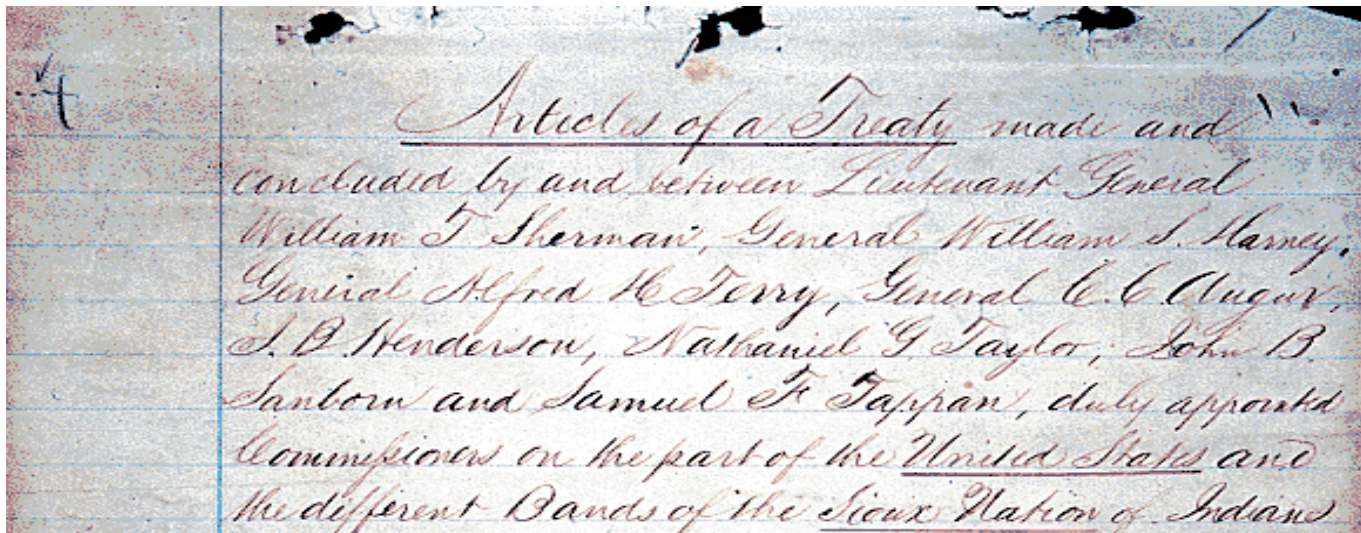 Articles of a Treaty made and
concluded by and between Lieutenant General
William T Sherman, General William S. Harney,
General Alfred H Terry, General C. C. Augur,
J. B. Henderson, Nathaniel G Taylor, John B.
Sanborn and Samuel F Tappan, duly appointed
Commissioners on the part of the United States and
the different Bands of the Sioux Nation of Indians